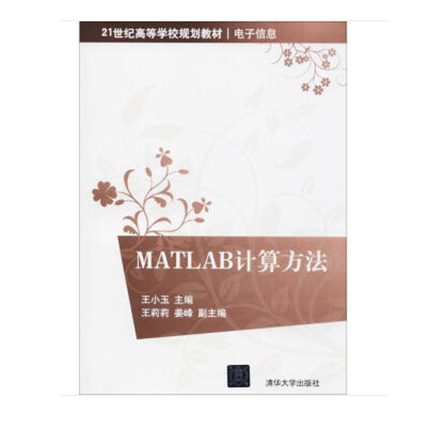 21世纪高等学校规划教材 | 电子信息
MATLAB计算方法
王小玉 主编
王莉莉 姜峰 副主编
清华大学出版社